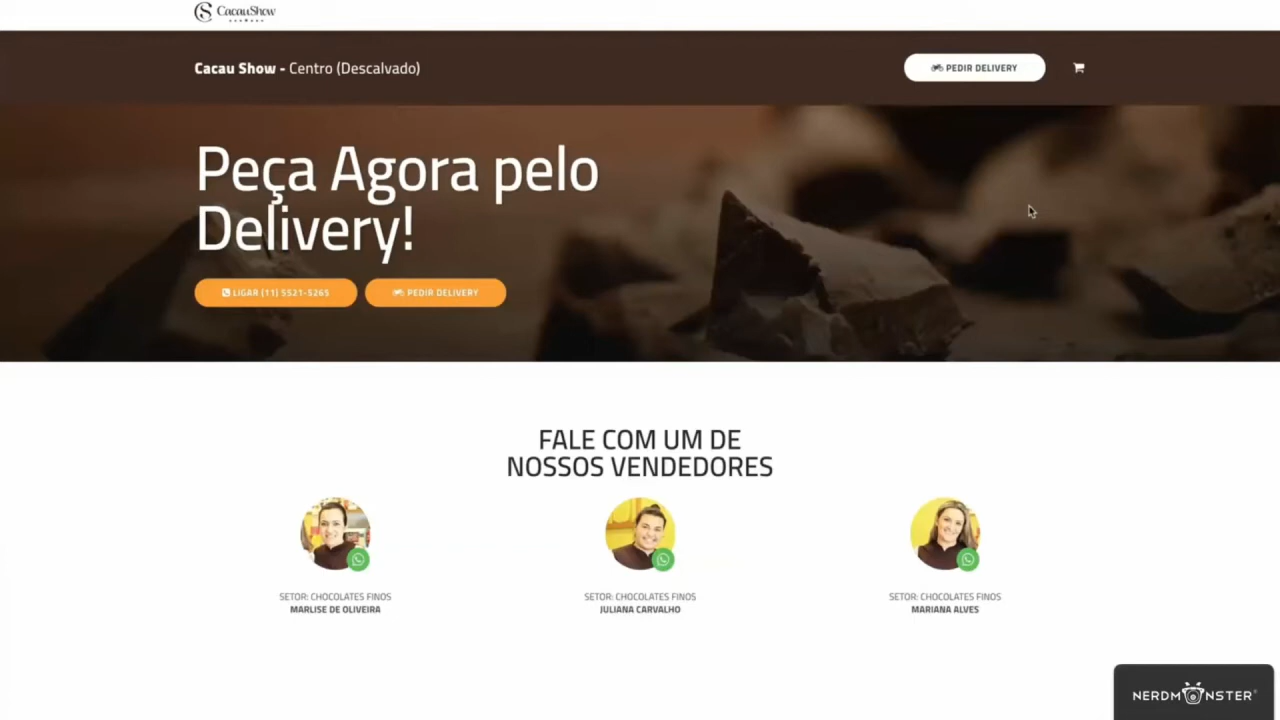 CacauShow
Cacau Show - Centro (Descalvado)
PEDIR DELIVERY
Peça Agora pelo
Delivery!
LIGAR (11) 5521-5265
PEDIR DELIVERY
FALE COM UM DE
NOSSOS VENDEDORES
SETOR: CHOCOLATES FINOS
MARLISE DE OLIVEIRA
SETOR: CHOCOLATES FINOS
JULIANA CARVALHO
SETOR: CHOCOLATES FINOS
MARIANA ALVES
NERDMONSTER